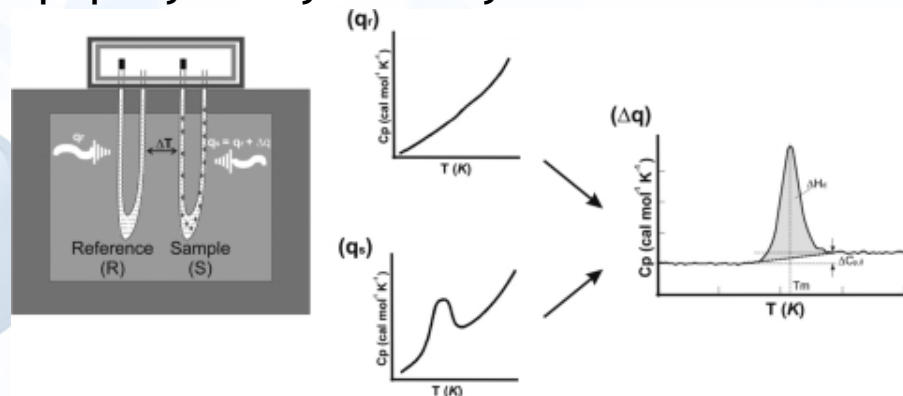 qᵣ
ΔT
qₛ = qᵣ + Δq
Reference
(R)
Sample
(S)
(qᵣ)
Cp (cal mol⁻¹ K⁻¹)
T (K)
(qₛ)
Cp (cal mol⁻¹ K⁻¹)
T (K)
(Δq)
Cp (cal mol⁻¹ K⁻¹)
ΔHd
ΔCp,d
Tm
T (K)